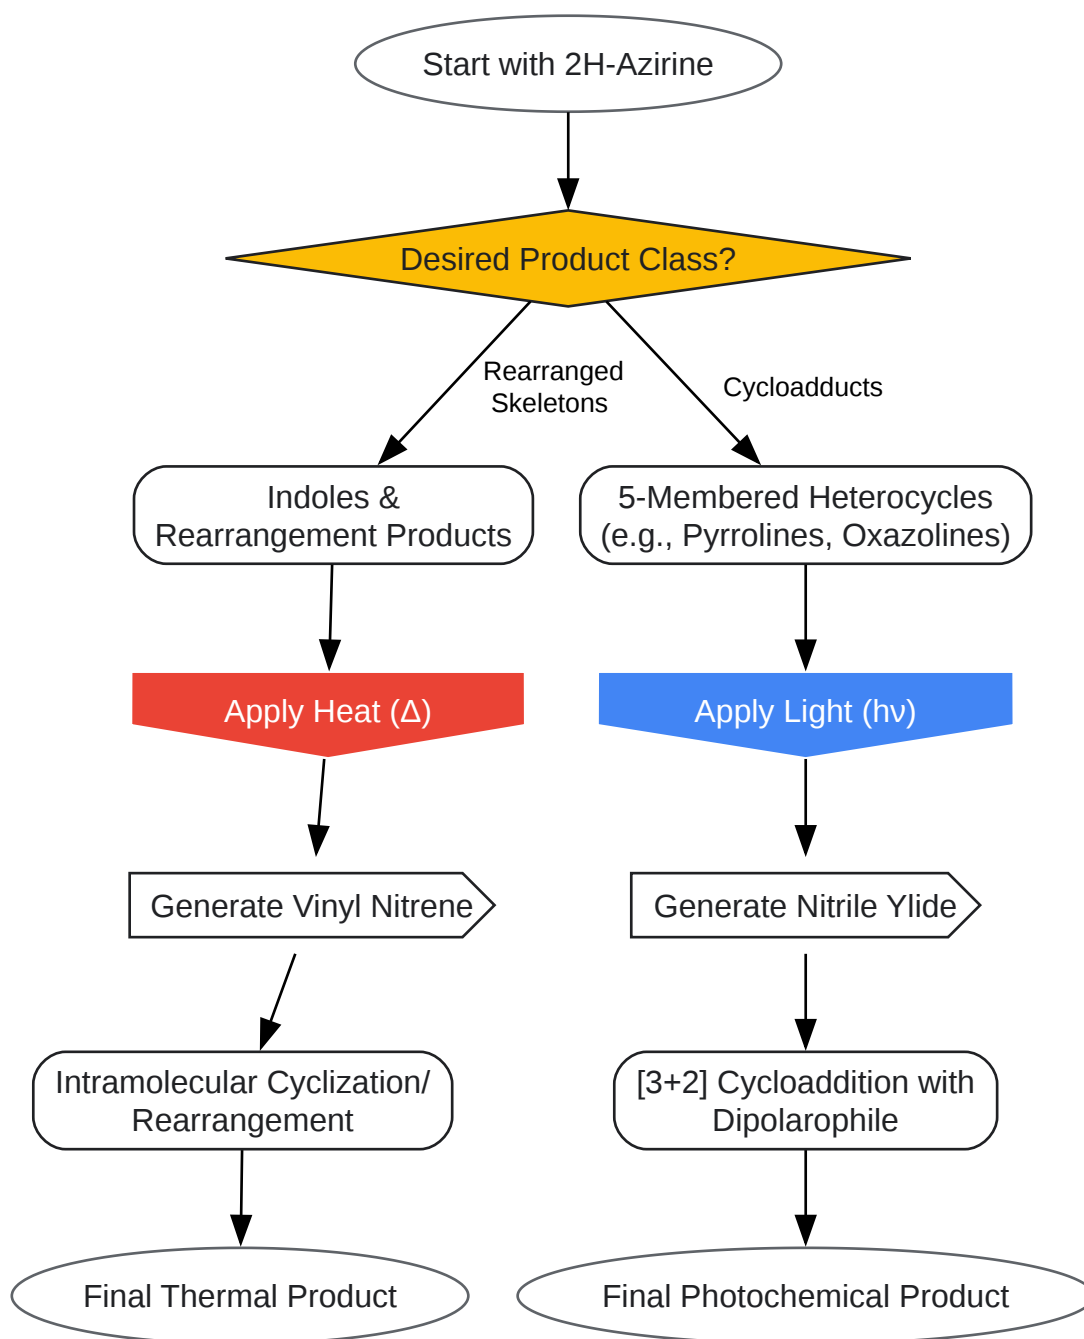 Start with 2H-Azirine
Desired Product Class?
Rearranged
Skeletons
Cycloadducts
Indoles &
Rearrangement Products
5-Membered Heterocycles
(e.g., Pyrrolines, Oxazolines)
Apply Heat (Δ)
Apply Light (hν)
Generate Vinyl Nitrene
Generate Nitrile Ylide
Intramolecular Cyclization/
Rearrangement
[3+2] Cycloaddition with
Dipolarophile
Final Thermal Product
Final Photochemical Product